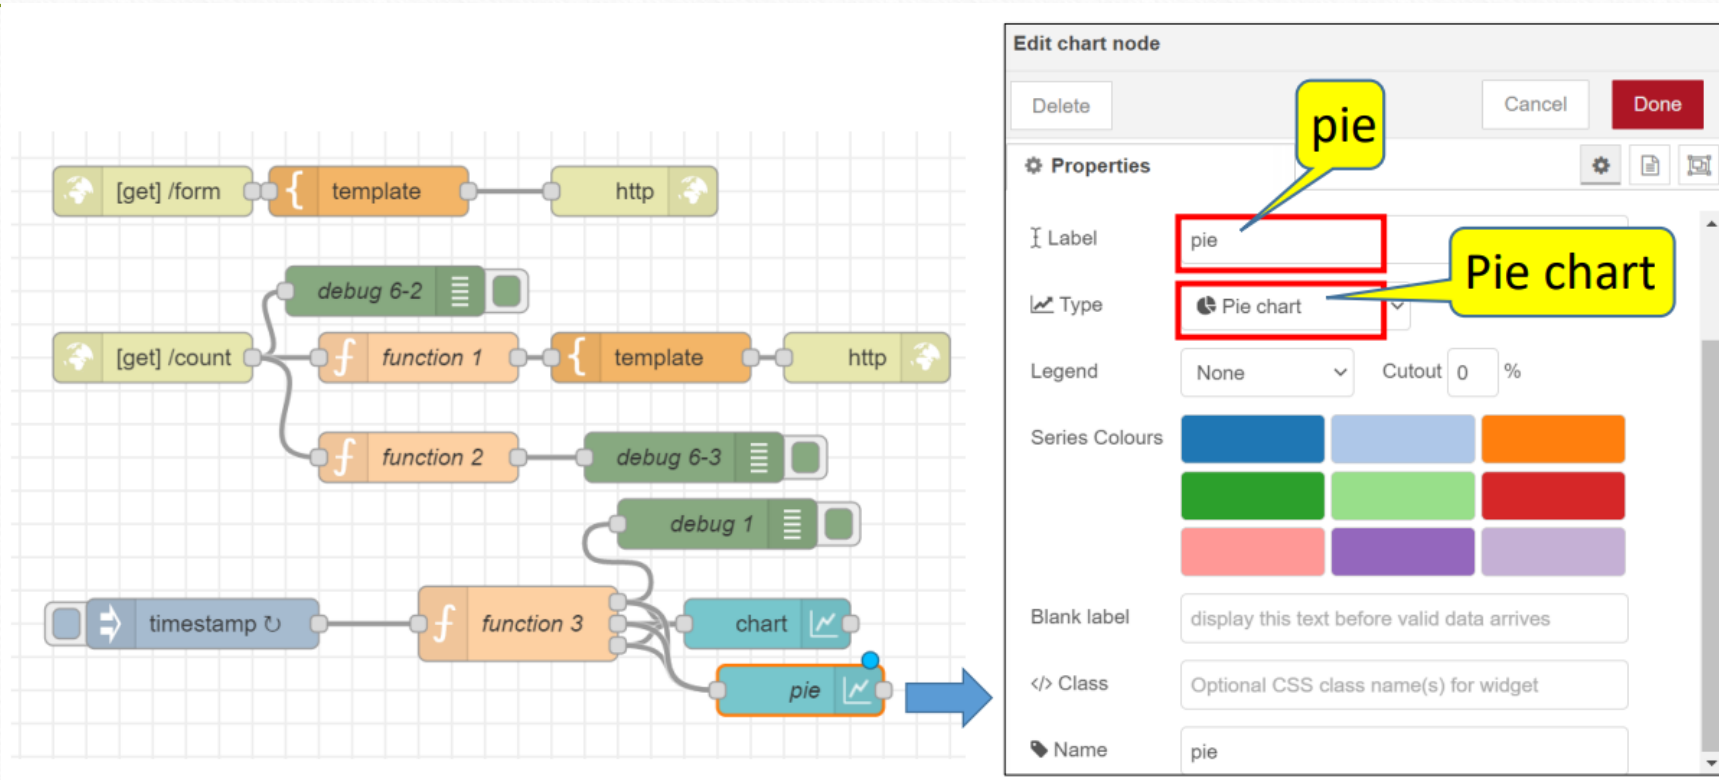 [get] /form
template
http
debug 6-2
[get] /count
function 1
template
http
function 2
debug 6-3
debug 1
timestamp ↻
function 3
chart
pie
Edit chart node
Delete
Cancel
Done
pie
Properties
Label
pie
Type
Pie chart
Pie chart
Legend
None
Cutout
0
%
Series Colours
Blank label
display this text before valid data arrives
</> Class
Optional CSS class name(s) for widget
Name
pie